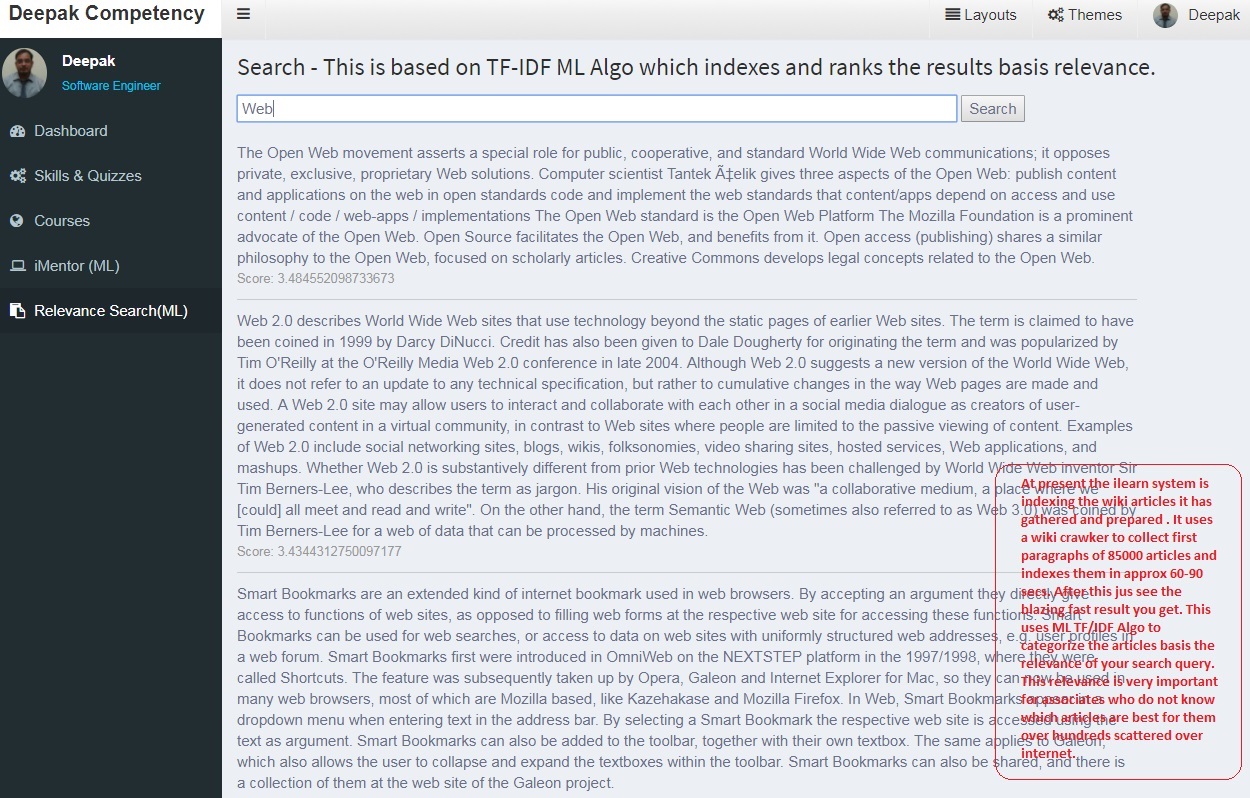 Deepak Competency
Layouts
Themes
Deepak
Deepak
Software Engineer
Dashboard
Skills & Quizzes
Courses
iMentor (ML)
Relevance Search(ML)
Search - This is based on TF-IDF ML Algo which indexes and ranks the results basis relevance.
Web
Search
The Open Web movement asserts a special role for public, cooperative, and standard World Wide Web communications; it opposes
private, exclusive, proprietary Web solutions. Computer scientist Tantek Ã‡elik gives three aspects of the Open Web: publish content
and applications on the web in open standards code and implement the web standards that content/apps depend on access and use
content / code / web-apps / implementations The Open Web standard is the Open Web Platform The Mozilla Foundation is a prominent
advocate of the Open Web. Open Source facilitates the Open Web, and benefits from it. Open access (publishing) shares a similar
philosophy to the Open Web, focused on scholarly articles. Creative Commons develops legal concepts related to the Open Web.
Score: 3.484552098733673
Web 2.0 describes World Wide Web sites that use technology beyond the static pages of earlier Web sites. The term is claimed to have
been coined in 1999 by Darcy DiNucci. Credit has also been given to Dale Dougherty for originating the term and was popularized by
Tim O'Reilly at the O'Reilly Media Web 2.0 conference in late 2004. Although Web 2.0 suggests a new version of the World Wide Web,
it does not refer to an update to any technical specification, but rather to cumulative changes in the way Web pages are made and
used. A Web 2.0 site may allow users to interact and collaborate with each other in a social media dialogue as creators of user-
generated content in a virtual community, in contrast to Web sites where people are limited to the passive viewing of content. Examples
of Web 2.0 include social networking sites, blogs, wikis, folksonomies, video sharing sites, hosted services, Web applications, and
mashups. Whether Web 2.0 is substantively different from prior Web technologies has been challenged by World Wide Web inventor Sir
Tim Berners-Lee, who describes the term as jargon. His original vision of the Web was "a collaborative medium, a place where we
[could] all meet and read and write". On the other hand, the term Semantic Web (sometimes also referred to as Web 3.0) was coined by
Tim Berners-Lee for a web of data that can be processed by machines.
Score: 3.4344312750097177
Smart Bookmarks are an extended kind of internet bookmark used in web browsers. By accepting an argument they directly give
access to functions of web sites, as opposed to filling web forms at the respective web site for accessing these functions. Smart
Bookmarks can be used for web searches, or access to data on web sites with uniformly structured web addresses, e.g. user profiles in
a web forum. Smart Bookmarks first were introduced in OmniWeb on the NEXTSTEP platform in the 1997/1998, where they were
called Shortcuts. The feature was subsequently taken up by Opera, Galeon and Internet Explorer for Mac, so they can now be used in
many web browsers, most of which are Mozilla based, like Kazehakase and Mozilla Firefox. In Web, Smart Bookmarks appear in a
dropdown menu when entering text in the address bar. By selecting a Smart Bookmark the respective web site is accessed using the
text as argument. Smart Bookmarks can also be added to the toolbar, together with their own textbox. The same applies to Galeon,
which also allows the user to collapse and expand the textboxes within the toolbar. Smart Bookmarks can also be shared, and there is
a collection of them at the web site of the Galeon project.
At present the ilearn system is
indexing the wiki articles it has
gathered and prepared . It uses
a wiki crawker to collect first
paragraphs of 85000 articles and
indexes them in approx 60-90
secs. After this jus see the
blazing fast result you get. This
uses ML TF/IDF Algo to
categorize the articles basis the
relevance of your search query.
This relevance is very important
for associates who do not know
which articles are best for them
over hundreds scattered over
internet.